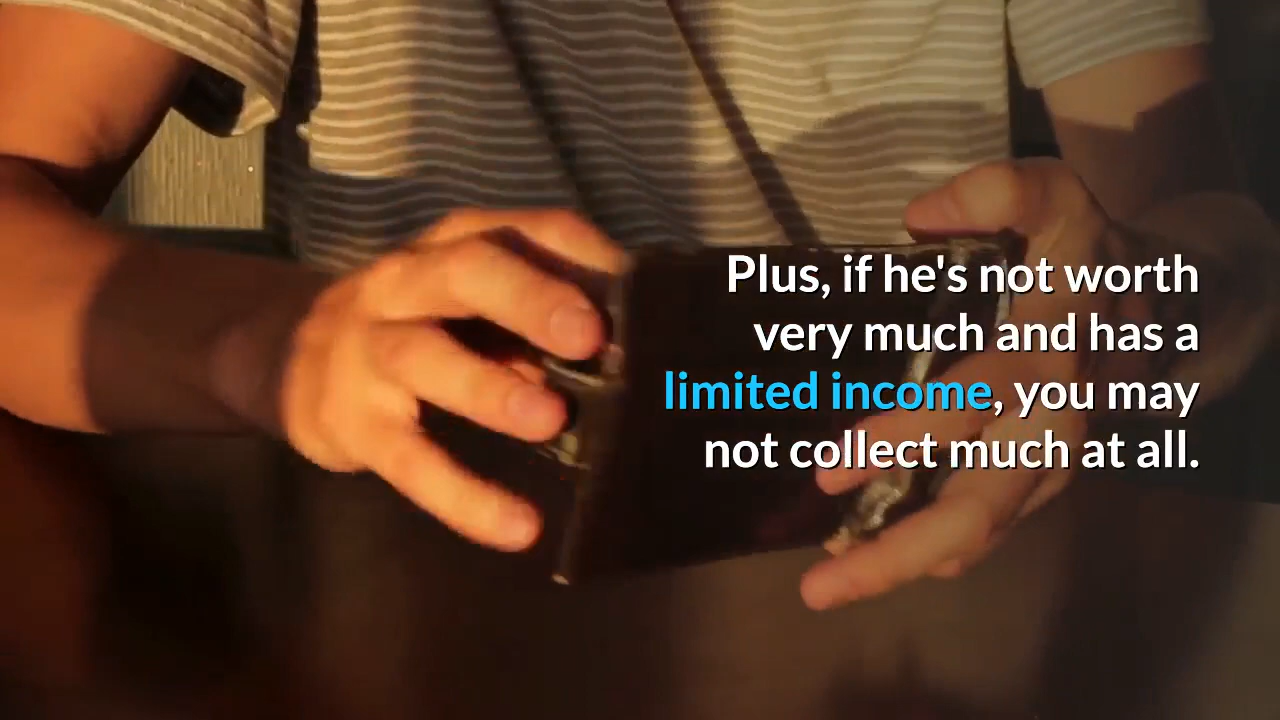 Plus, if he's not worth
very much and has a
limited income, you may
not collect much at all.